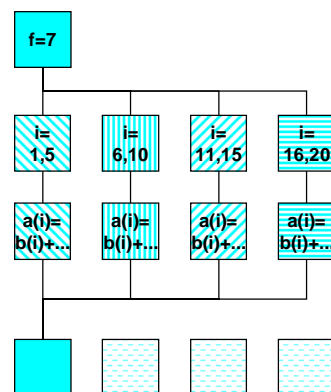 f=7
i=
1,5
i=
6,10
i=
11,15
i=
16,20
a(i)=
b(i)+...
a(i)=
b(i)+...
a(i)=
b(i)+...
a(i)=
b(i)+...